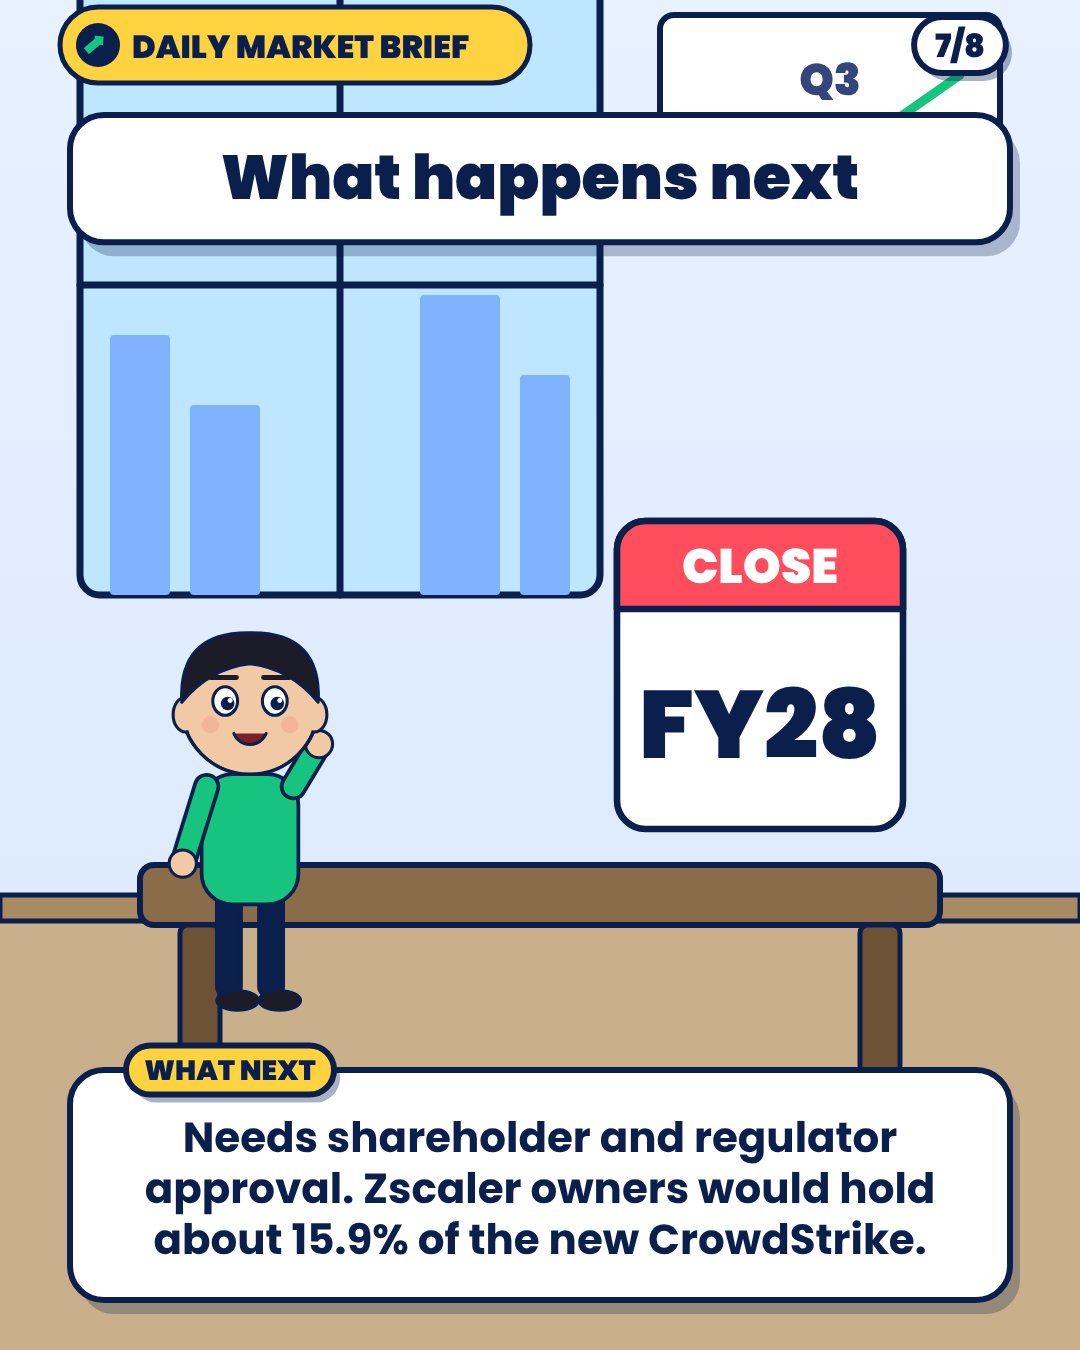 DAILY MARKET BRIEF
7/8
Q3
What happens next
CLOSE
FY28
WHAT NEXT
Needs shareholder and regulator
approval. Zscaler owners would hold
about 15.9% of the new CrowdStrike.